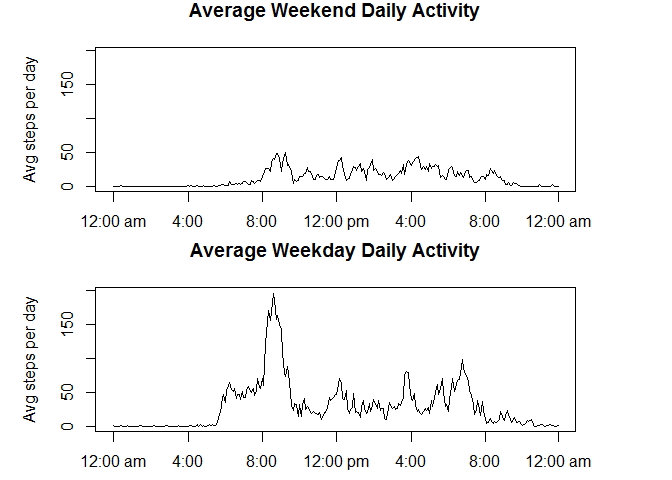 Average Weekend Daily Activity
Avg steps per day
150
50
0
12:00 am 4:00 8:00 12:00 pm 4:00 8:00 12:00 am
Average Weekday Daily Activity
Avg steps per day
150
50
0
12:00 am 4:00 8:00 12:00 pm 4:00 8:00 12:00 am